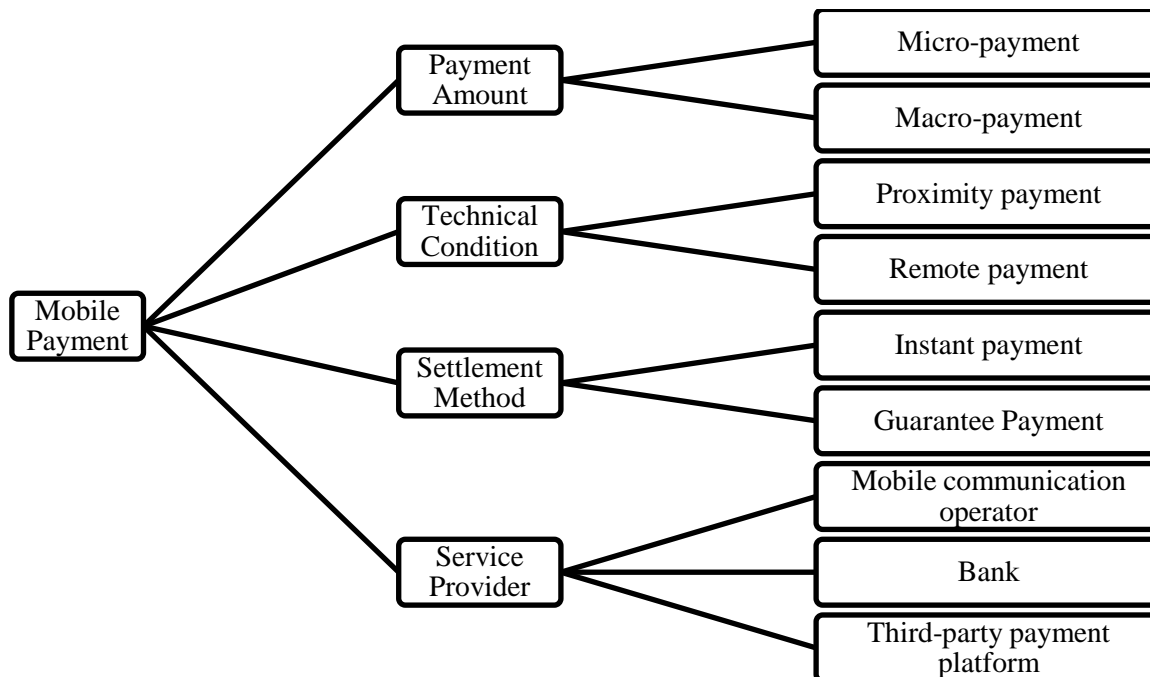 Mobile
Payment
Payment
Amount
Technical
Condition
Settlement
Method
Service
Provider
Micro-payment
Macro-payment
Proximity payment
Remote payment
Instant payment
Guarantee Payment
Mobile communication
operator
Bank
Third-party payment
platform